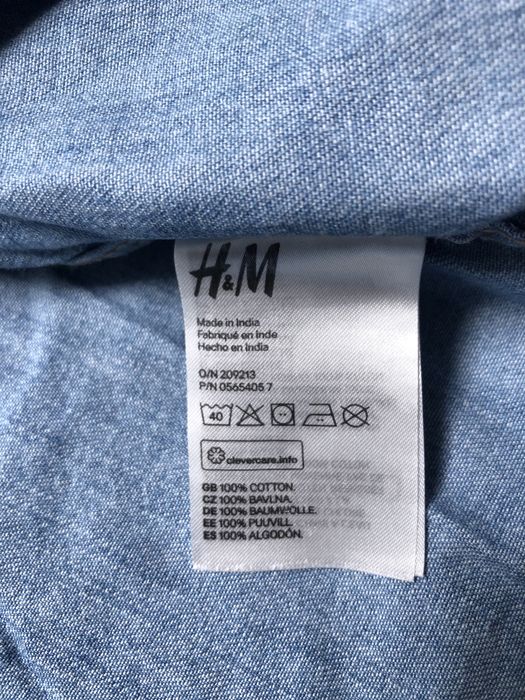 H&M
Made in India
Fabriqué en Inde
Hecho en India
O/N 209213
P/N 0565405 7
40
clevercare.info
GB 100% COTTON.
CZ 100% BAVLNA.
DE 100% BAUMWOLLE.
EE 100% PUUVILL.
ES 100% ALGODÓN.